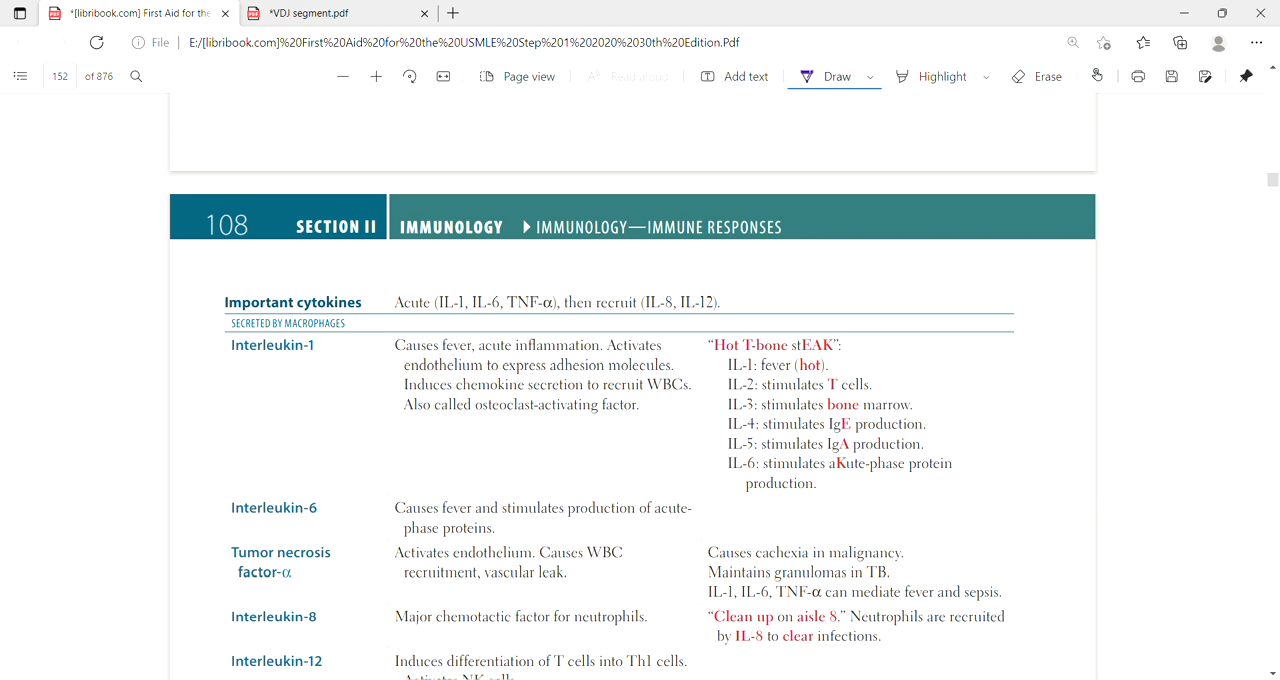 *[libribook.com] First Aid for the
*VDJ segment.pdf
File
E:/[libribook.com]%20First%20Aid%20for%20the%20USMLE%20Step%201%202020%2030th%20Edition.Pdf
152 of 876
Page view
Read aloud
Add text
Draw
Highlight
Erase
108 SECTION II IMMUNOLOGY ▶ IMMUNOLOGY—IMMUNE RESPONSES
Important cytokines Acute (IL-1, IL-6, TNF-α), then recruit (IL-8, IL-12).
SECRETED BY MACROPHAGES
Interleukin-1 Causes fever, acute inflammation. Activates
endothelium to express adhesion molecules.
Induces chemokine secretion to recruit WBCs.
Also called osteoclast-activating factor.
“Hot T-bone stEAK”:
IL-1: fever (hot).
IL-2: stimulates T cells.
IL-3: stimulates bone marrow.
IL-4: stimulates IgE production.
IL-5: stimulates IgA production.
IL-6: stimulates aKute-phase protein
production.
Interleukin-6 Causes fever and stimulates production of acute-
phase proteins.
Tumor necrosis
factor-α
Activates endothelium. Causes WBC
recruitment, vascular leak.
Causes cachexia in malignancy.
Maintains granulomas in TB.
IL-1, IL-6, TNF-α can mediate fever and sepsis.
Interleukin-8 Major chemotactic factor for neutrophils.
“Clean up on aisle 8.” Neutrophils are recruited
by IL-8 to clear infections.
Interleukin-12 Induces differentiation of T cells into Th1 cells.